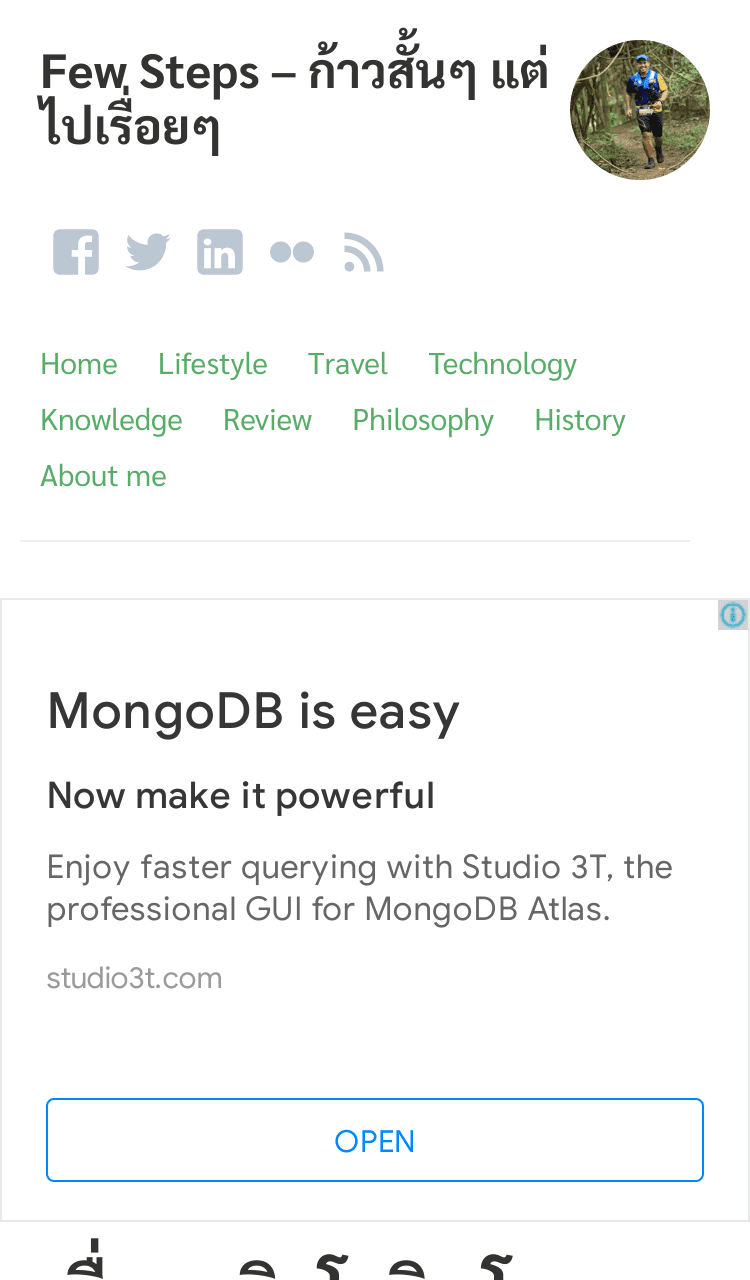 Few Steps – ก้าวสั้นๆ แต่
ไปเรื่อยๆ
Home Lifestyle Travel Technology
Knowledge Review Philosophy History
About me
MongoDB is easy
Now make it powerful
Enjoy faster querying with Studio 3T, the
professional GUI for MongoDB Atlas.
studio3t.com
OPEN